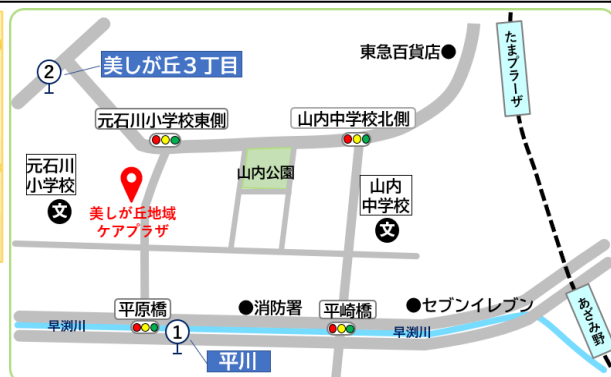 東急百貨店
たまプラーザ
2
美しが丘3丁目
元石川小学校東側
山内中学校北側
元石川
小学校
文
美しが丘地域
ケアプラザ
山内公園
山内
中学校
文
平原橋
消防署
平崎橋
セブンイレブン
あざみ野
早渕川
1
早渕川
平川